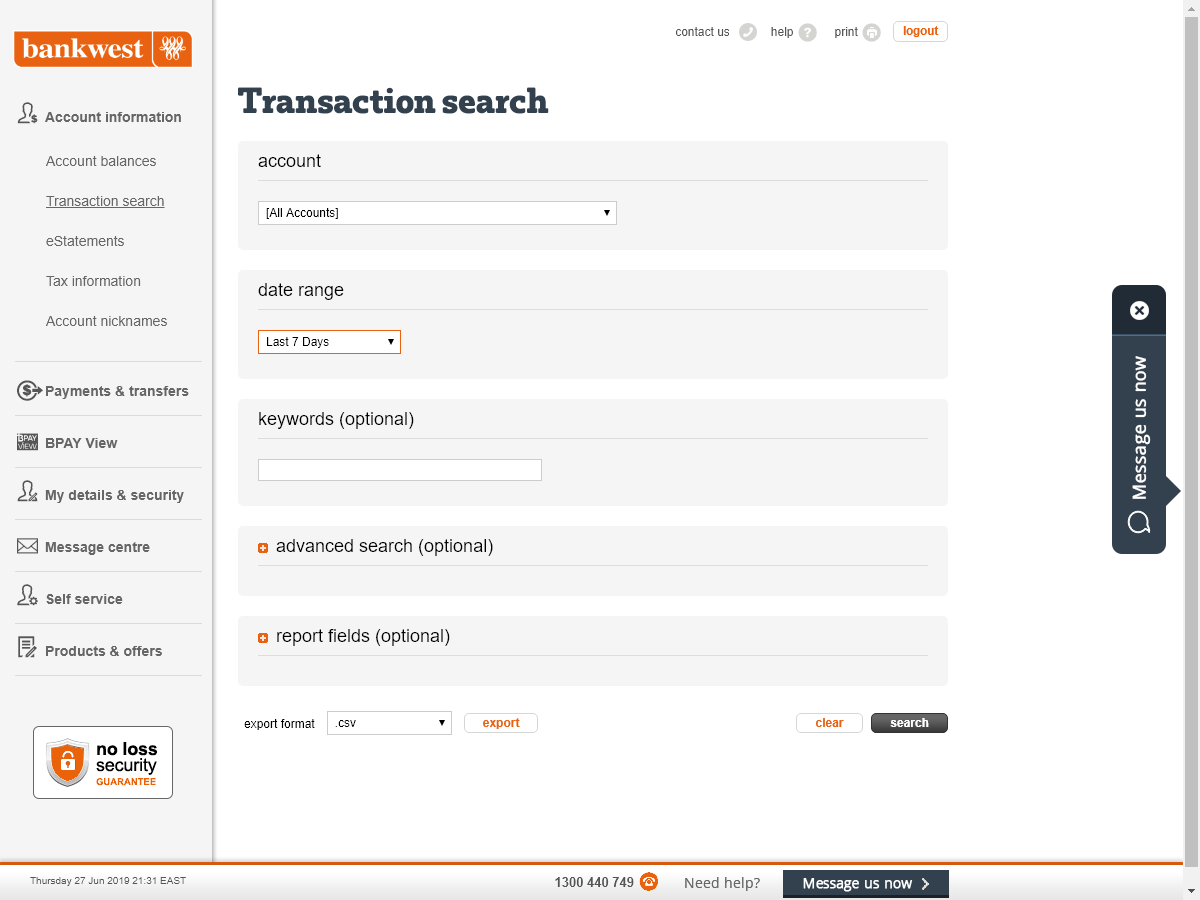 bankwest
contact us
help
print
logout
Account information
Account balances
Transaction search
eStatements
Tax information
Account nicknames
Payments & transfers
BPAY VIEW
BPAY View
My details & security
Message centre
Self service
Products & offers
no loss
security
GUARANTEE
Transaction search
account
[All Accounts]
date range
Last 7 Days
keywords (optional)
advanced search (optional)
report fields (optional)
export format
.csv
export
clear
search
Message us now
Thursday 27 Jun 2019 21:31 EAST
1300 440 749
Need help?
Message us now